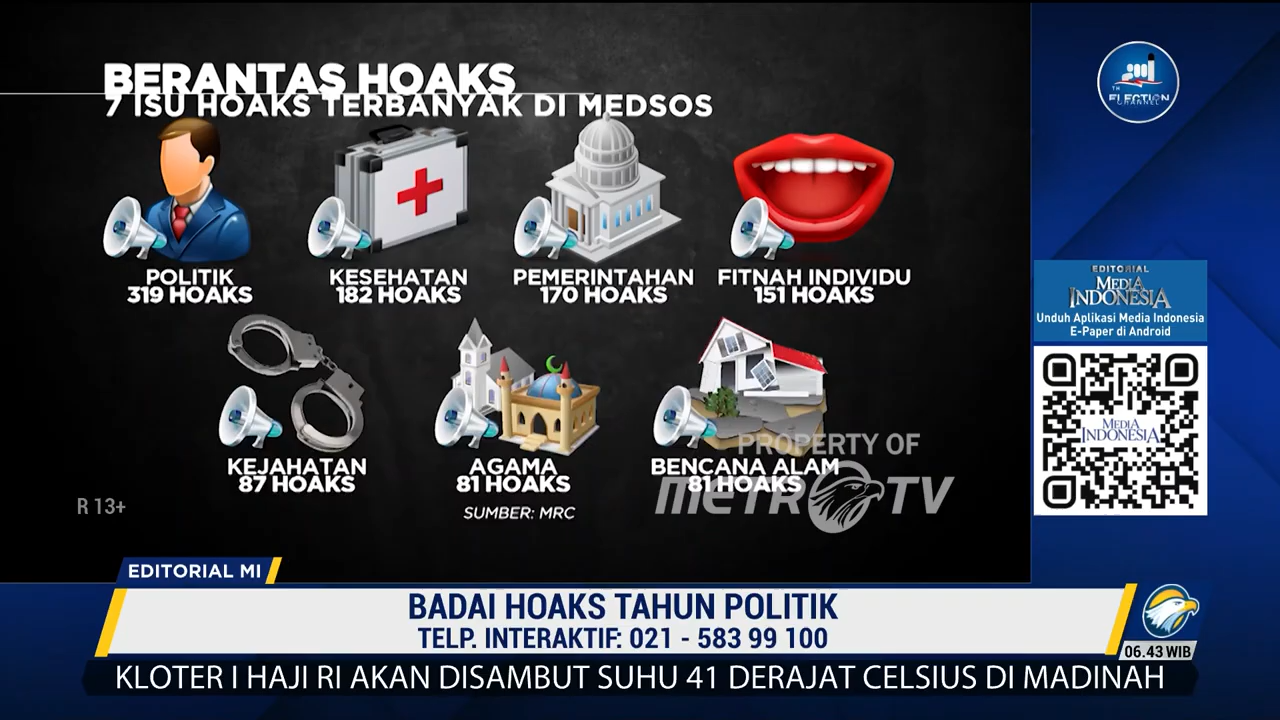 BERANTAS HOAKS
7 ISU HOAKS TERBANYAK DI MEDSOS
TH
ELECTION
CHANNEL
POLITIK
319 HOAKS
KESEHATAN
182 HOAKS
PEMERINTAHAN
170 HOAKS
FITNAH INDIVIDU
151 HOAKS
EDITORIAL
MEDIA
INDONESIA
Unduh Aplikasi Media Indonesia
E-Paper di Android
MEDIA
INDONESIA
KEJAHATAN
87 HOAKS
AGAMA
81 HOAKS
BENCANA ALAM
81 HOAKS
PROPERTY OF
METRO TV
SUMBER: MRC
R 13+
EDITORIAL MI
BADAI HOAKS TAHUN POLITIK
TELP. INTERAKTIF: 021 - 583 99 100
06.43 WIB
KLOTER I HAJI RI AKAN DISAMBUT SUHU 41 DERAJAT CELSIUS DI MADINAH